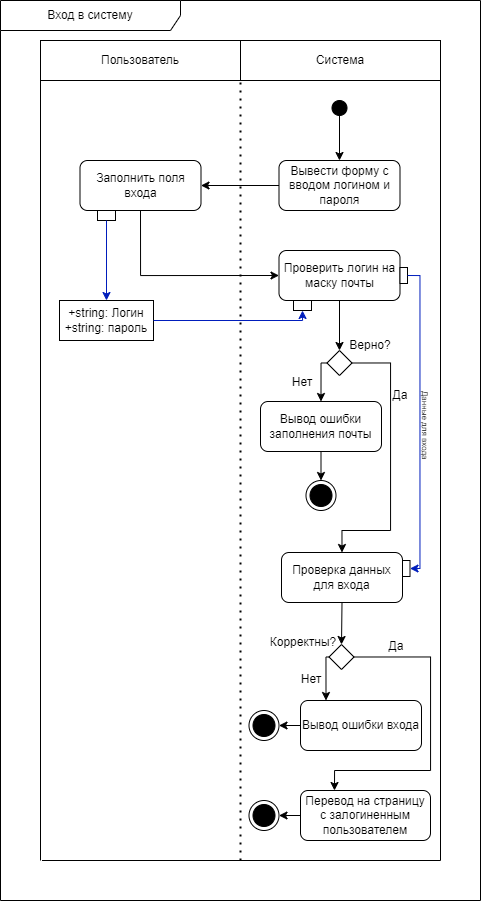 Вход в систему
Пользователь
Система
Вывести форму с
вводом логином и
пароля
Заполнить поля
входа
Проверить логин на
маску почты
+string: Логин
+string: пароль
Верно?
Нет
Да
Данные для входа
Вывод ошибки
заполнения почты
Проверка данных
для входа
Корректны?
Да
Нет
Вывод ошибки входа
Перевод на страницу
с залогиненным
пользователем